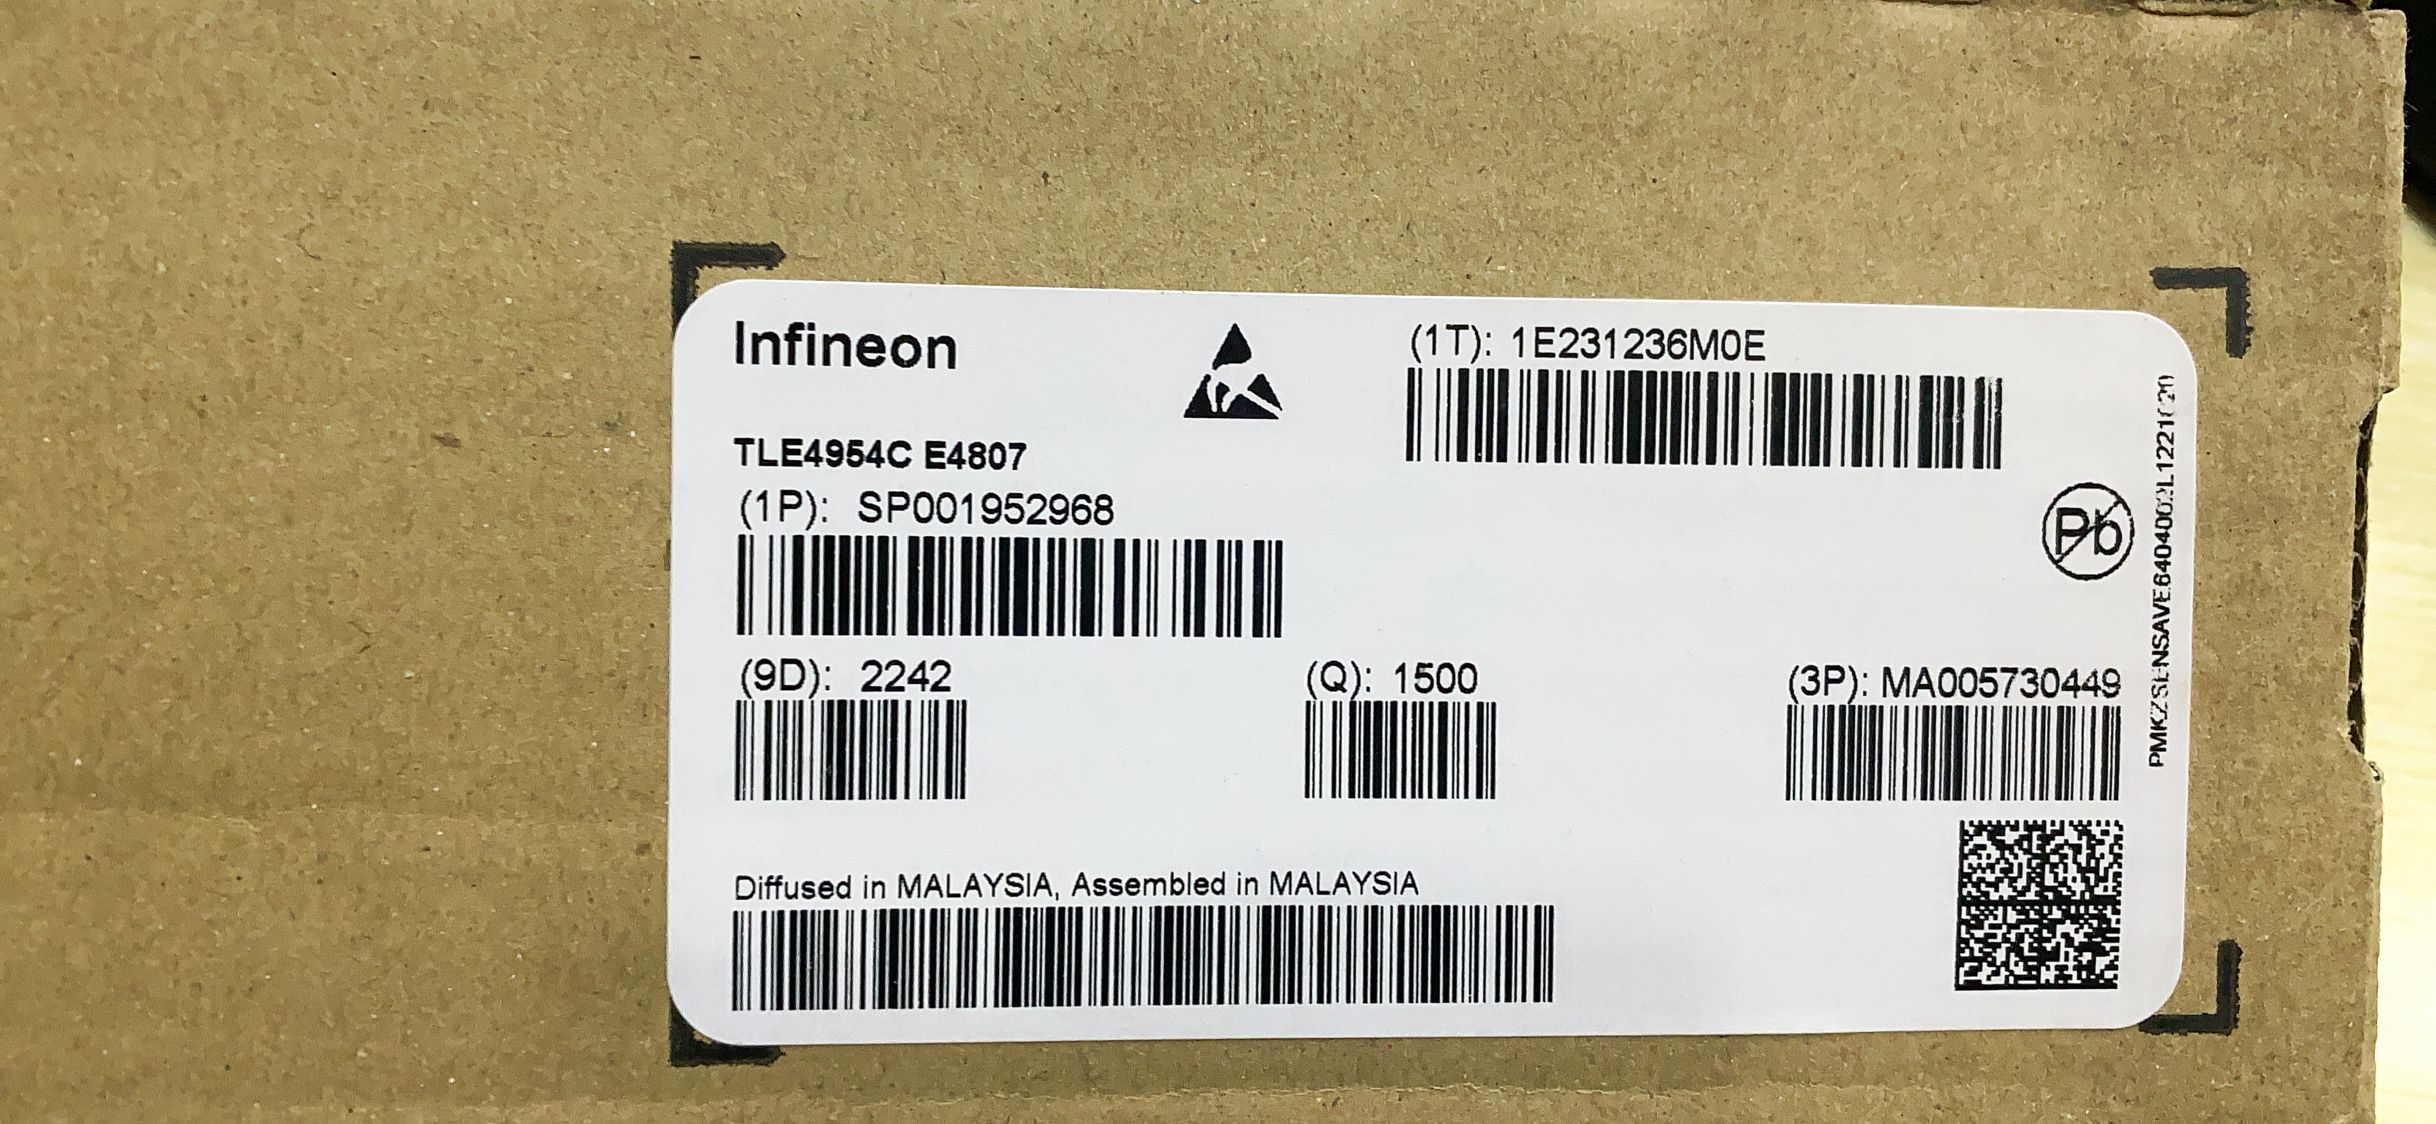 Infineon
(1T): 1E231236M0E
TLE4954C E4807
(1P): SP001952968
Pb
(9D): 2242
(Q): 1500
(3P): MA005730449
Diffused in MALAYSIA, Assembled in MALAYSIA